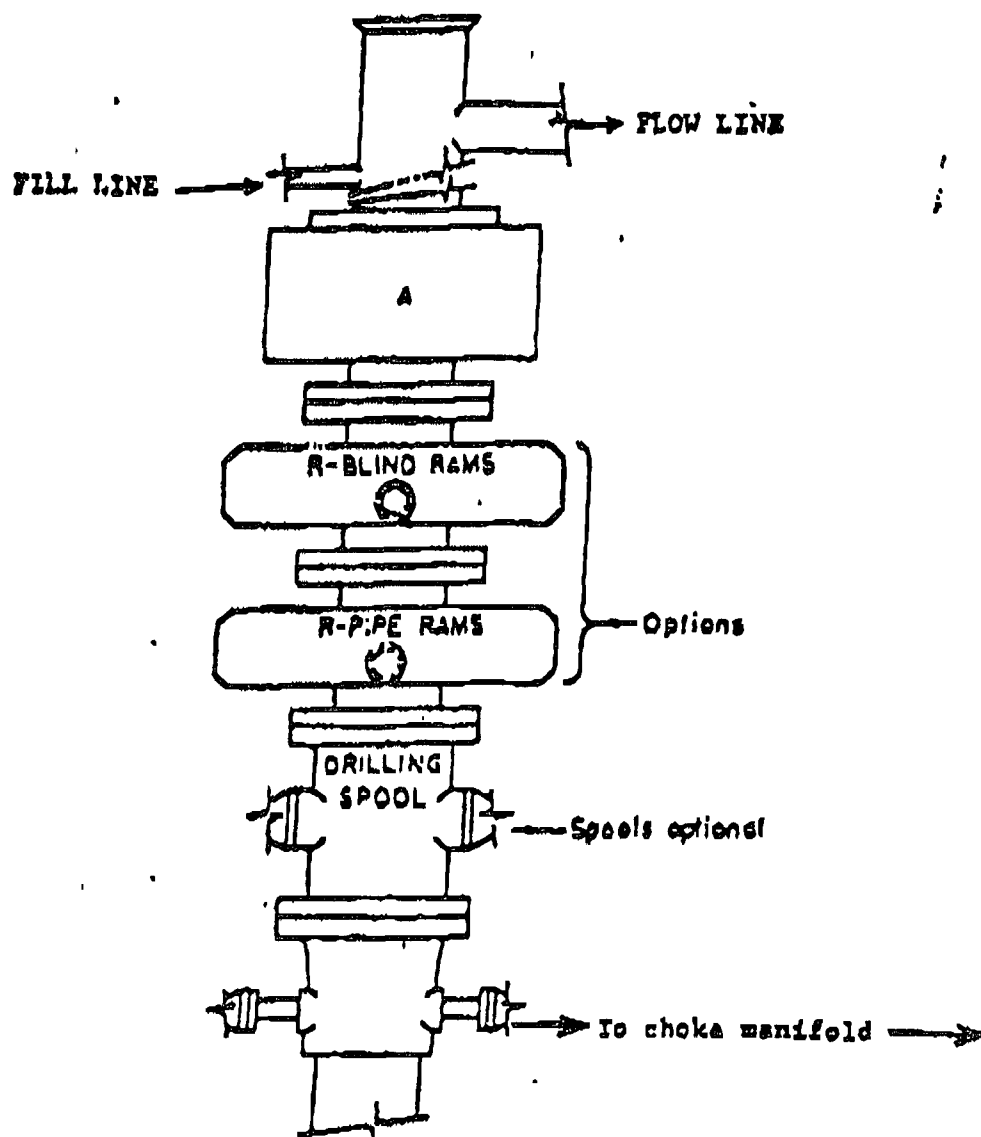 FLOW LINE
FILL LINE
A
R-BLIND RAMS
R-PIPE RAMS
Options
DRILLING
SPOOL
Spools optional
To choke manifold